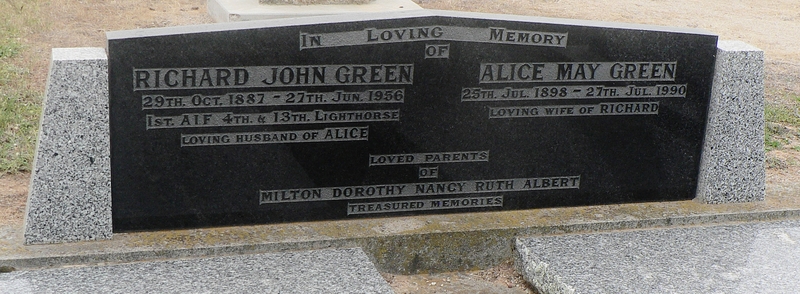 IN LOVING MEMORY
OF
RICHARD JOHN GREEN
29TH. OCT. 1887 - 27TH. JUN. 1956
1ST. AIF 4TH. & 13TH. LIGHTHORSE
LOVING HUSBAND OF ALICE
ALICE MAY GREEN
25TH. JUL. 1898 - 27TH. JUL. 1990
LOVING WIFE OF RICHARD
LOVED PARENTS
OF
MILTON DOROTHY NANCY RUTH ALBERT
TREASURED MEMORIES